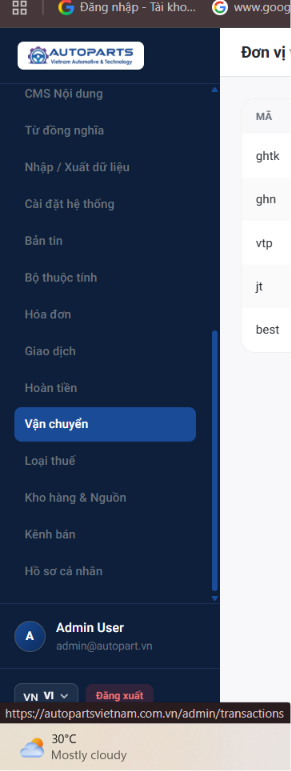 Đăng nhập - Tài kho...
www.goog
AUTOPARTS
Vietnam Automotive & Technology
Đơn vị
CMS Nội dung
MÃ
Từ đồng nghĩa
ghtk
Nhập / Xuất dữ liệu
ghn
Cài đặt hệ thống
Bản tin
vtp
Bộ thuộc tính
jt
Hóa đơn
best
Giao dịch
Hoàn tiền
Vận chuyển
Loại thuế
Kho hàng & Nguồn
Kênh bán
Hồ sơ cá nhân
A
Admin User
admin@autopart.vn
VN VI
Đăng xuất
https://autopartsvietnam.com.vn/admin/transactions
30°C
Mostly cloudy